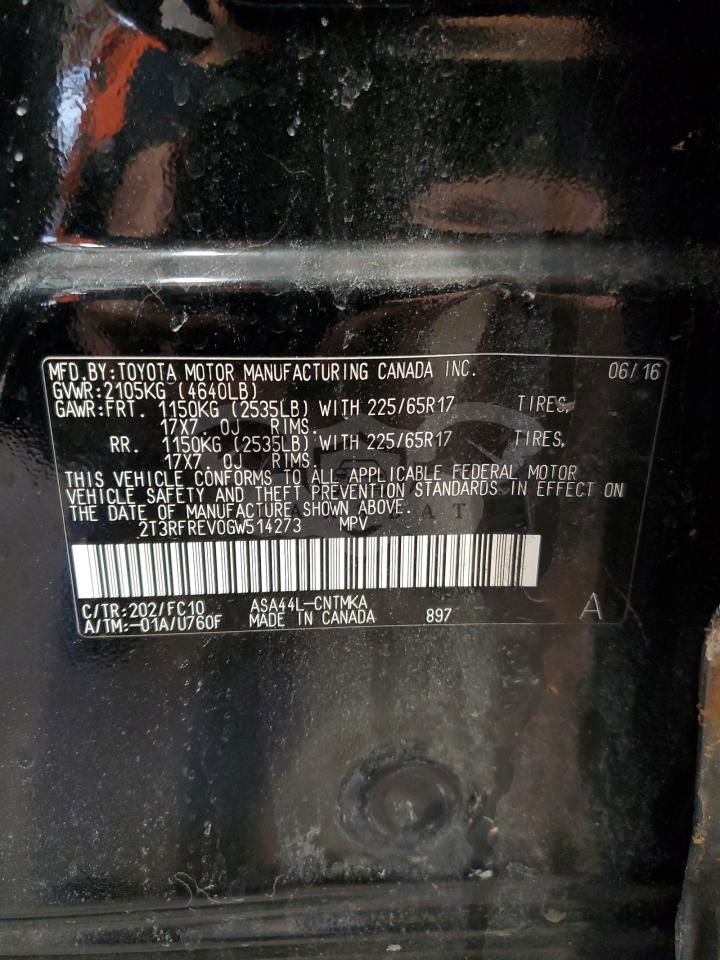 MFD.BY:TOYOTA MOTOR MANUFACTURING CANADA INC. 06/16
GVWR:2105KG (4640LB)
GAWR:FRT. 1150KG (2535LB) WITH 225/65R17 TIRES,
17X7. 0J RIMS.
RR. 1150KG (2535LB) WITH 225/65R17 TIRES,
17X7. 0J RIMS.
THIS VEHICLE CONFORMS TO ALL APPLICABLE FEDERAL MOTOR
VEHICLE SAFETY AND THEFT PREVENTION STANDARDS IN EFFECT ON
THE DATE OF MANUFACTURE SHOWN ABOVE.
2T3RFREV0GW514273 MPV
C/TR:202/FC10 ASA44L-CNTMKA A
A/TM:-01A/U760F MADE IN CANADA 897